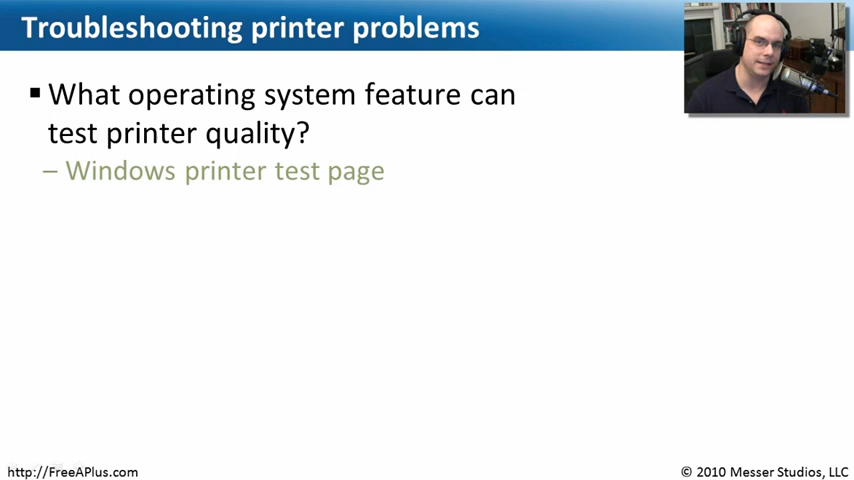 Troubleshooting printer problems
▪ What operating system feature can
test printer quality?
– Windows printer test page
http://FreeAPlus.com
© 2010 Messer Studios, LLC